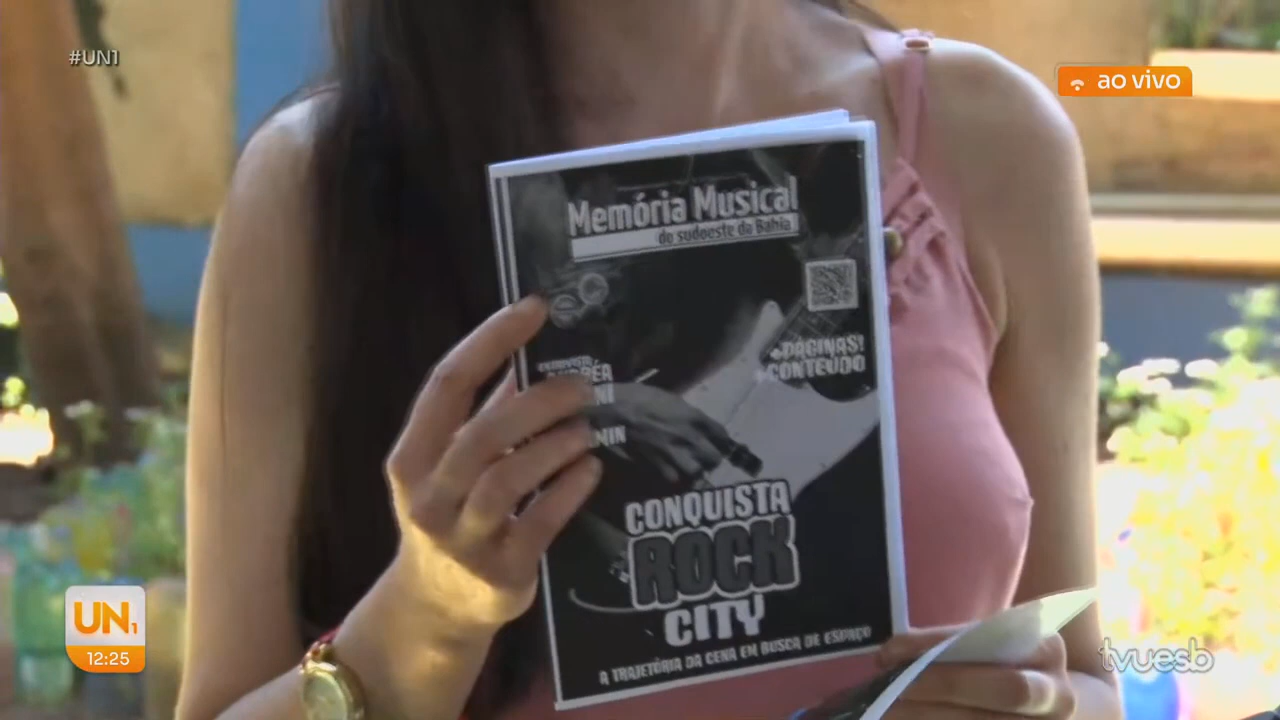 #UN1
ao vivo
Memória Musical
do sudoeste da Bahia
+PÁGINAS!
+CONTEÚDO
CONQUISTA
ROCK
CITY
A TRAJETÓRIA DA CENA EM BUSCA DE ESPAÇO
UN1
12:25
tvuesb